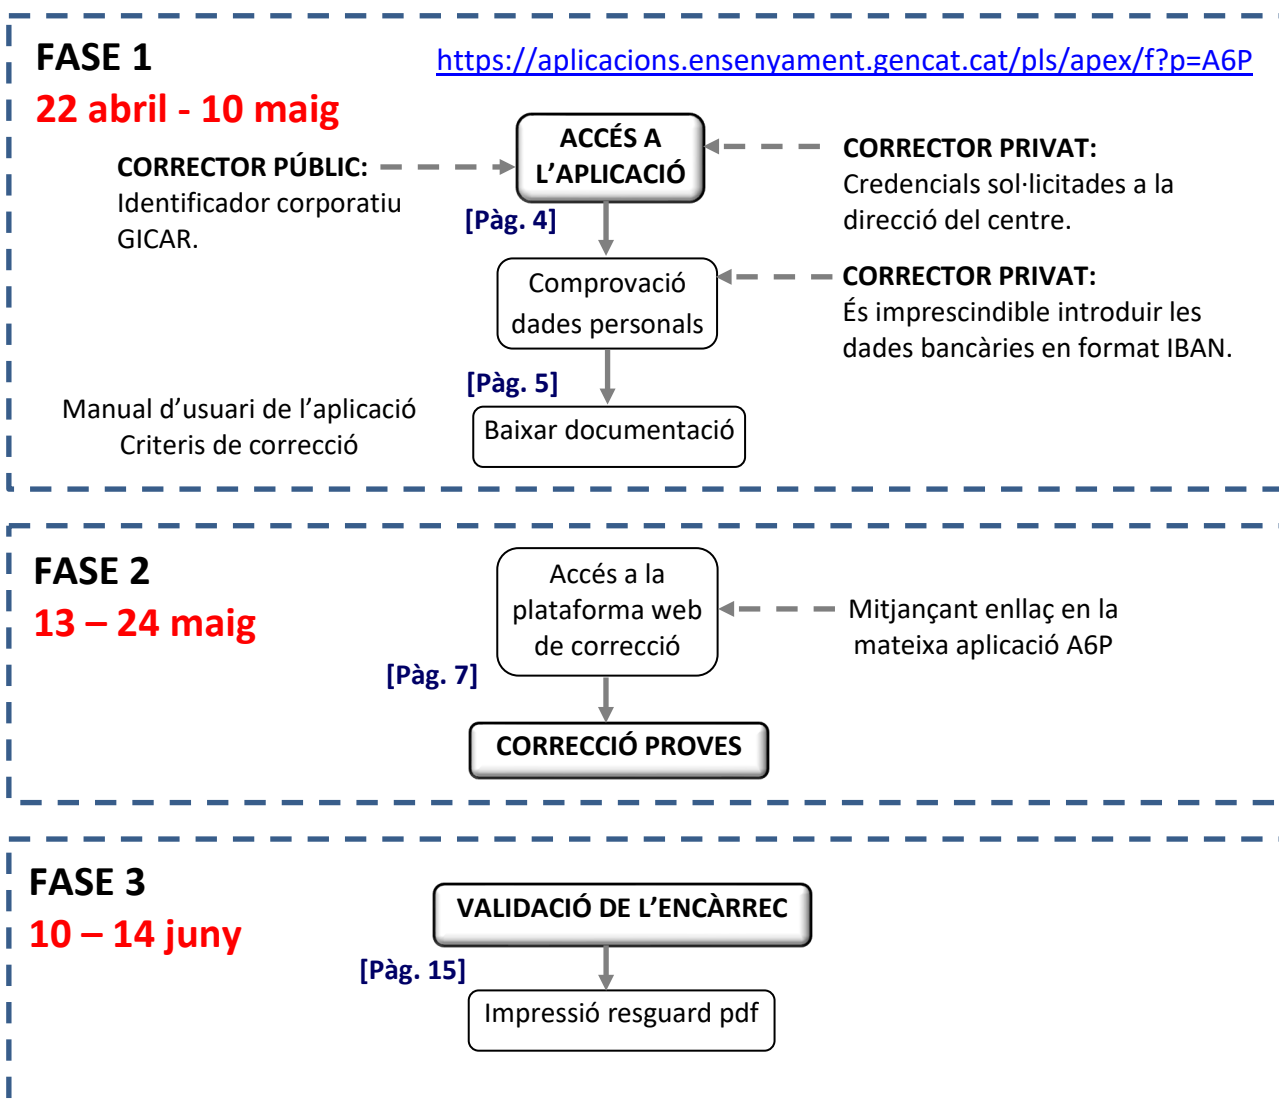 FASE 1
https://aplicacions.ensenyament.gencat.cat/pls/apex/f?p=A6P
22 abril - 10 maig
ACCÉS A
L’APLICACIÓ
CORRECTOR PÚBLIC:
Identificador corporatiu
GICAR.
CORRECTOR PRIVAT:
Credencials sol·licitades a la
direcció del centre.
[Pàg. 4]
Comprovació
dades personals
CORRECTOR PRIVAT:
És imprescindible introduir les
dades bancàries en format IBAN.
[Pàg. 5]
Manual d’usuari de l’aplicació
Criteris de correcció
Baixar documentació
FASE 2
13 – 24 maig
Accés a la
plataforma web
de correcció
Mitjançant enllaç en la
mateixa aplicació A6P
[Pàg. 7]
CORRECCIÓ PROVES
FASE 3
10 – 14 juny
VALIDACIÓ DE L’ENCÀRREC
[Pàg. 15]
Impressió resguard pdf